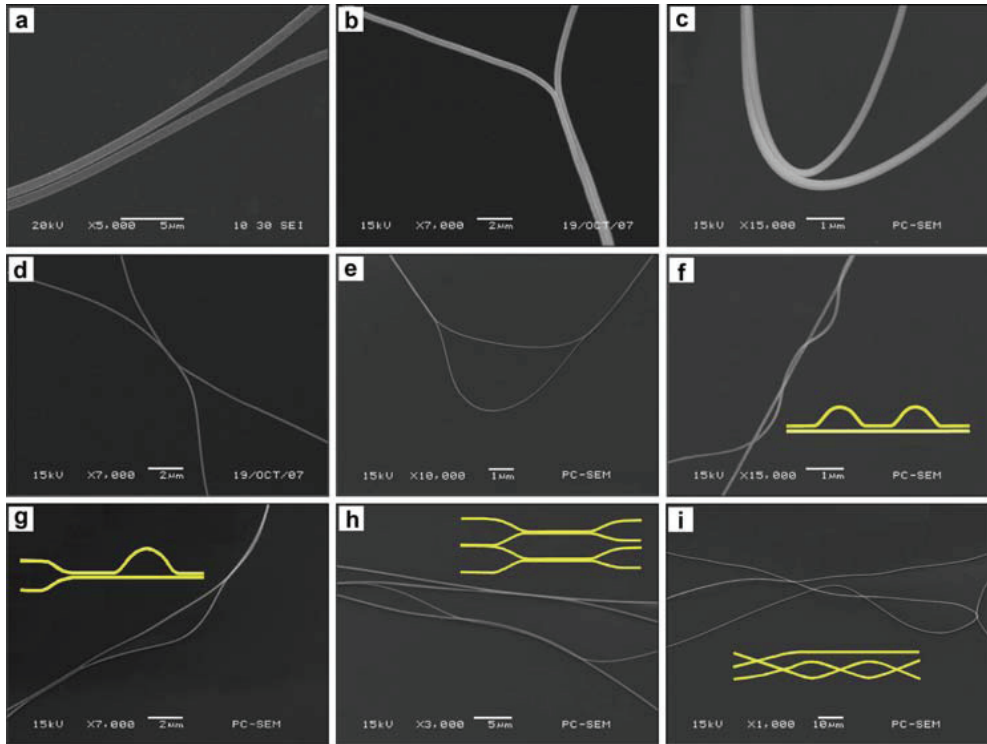 a
20kV X5,000 5µm 10 30 SEI
b
15kV X7,000 2µm 19/OCT/07
c
15kV X15,000 1µm PC-SEM
d
15kV X7,000 2µm 19/OCT/07
e
15kV X10,000 1µm PC-SEM
f
15kV X15,000 1µm PC-SEM
g
15kV X7,000 2µm PC-SEM
h
15kV X3,000 5µm PC-SEM
i
15kV X1,000 10µm PC-SEM